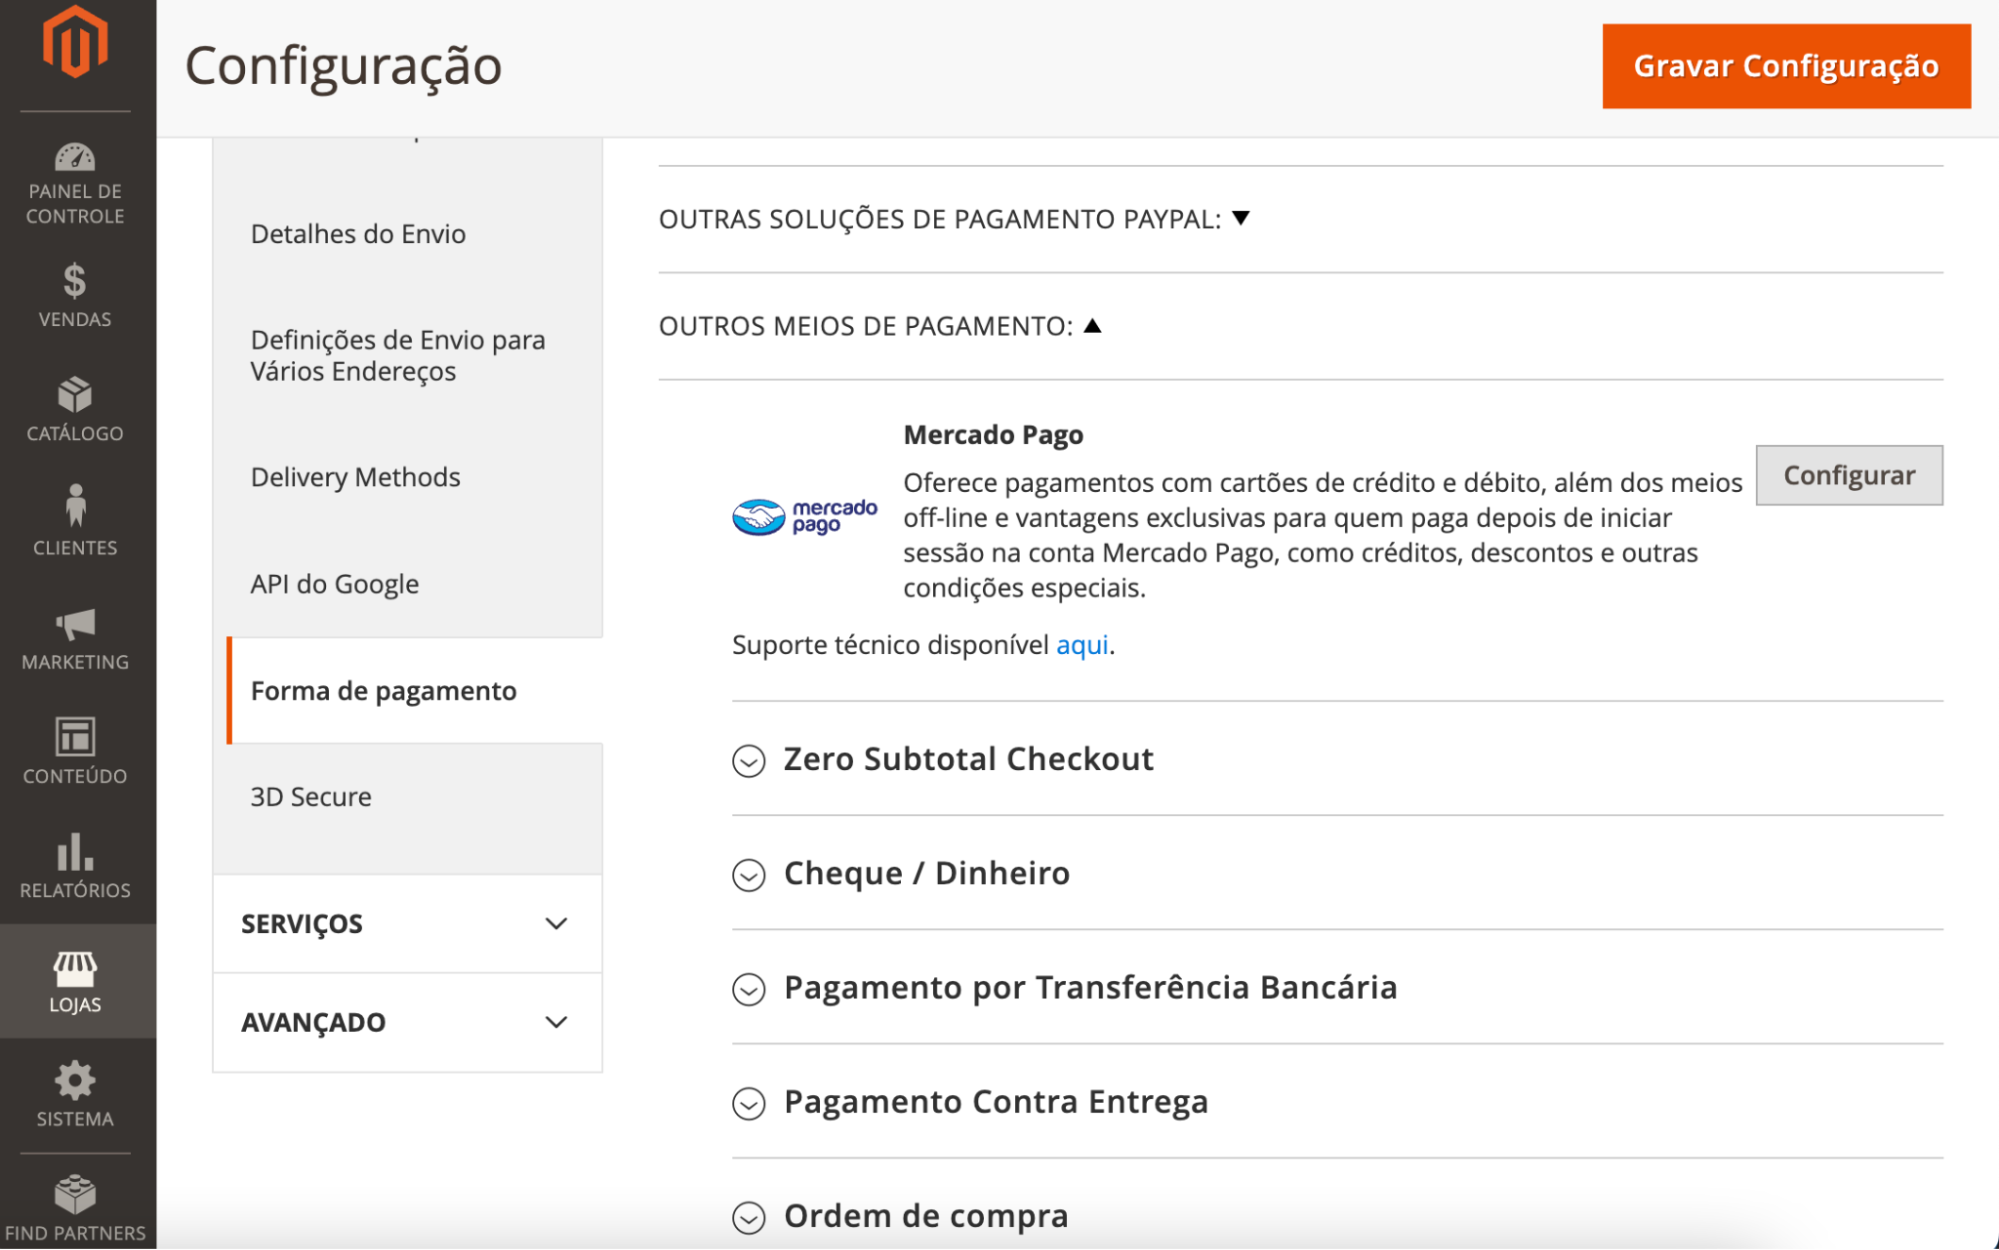 Configuração
Gravar Configuração
PAINEL DE
CONTROLE
VENDAS
CATÁLOGO
CLIENTES
MARKETING
CONTEÚDO
RELATÓRIOS
LOJAS
SISTEMA
FIND PARTNERS
Detalhes do Envio
Definições de Envio para
Vários Endereços
Delivery Methods
API do Google
Forma de pagamento
3D Secure
SERVIÇOS
AVANÇADO
OUTRAS SOLUÇÕES DE PAGAMENTO PAYPAL:
OUTROS MEIOS DE PAGAMENTO:
mercado
pago
Mercado Pago
Oferece pagamentos com cartões de crédito e débito, além dos meios
off-line e vantagens exclusivas para quem paga depois de iniciar
sessão na conta Mercado Pago, como créditos, descontos e outras
condições especiais.
Configurar
Suporte técnico disponível aqui.
Zero Subtotal Checkout
Cheque / Dinheiro
Pagamento por Transferência Bancária
Pagamento Contra Entrega
Ordem de compra